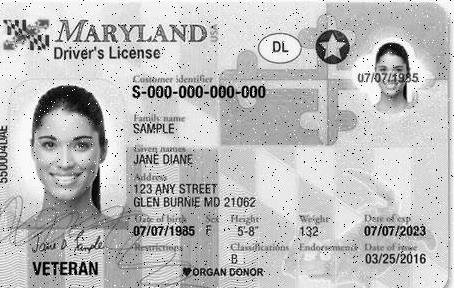 MARYLAND USA
Driver's License
DL
Customer identifier
S-000-000-000-000
07/07/1985
Family name
SAMPLE
Given names
JANE DIANE
Address
123 ANY STREET
GLEN BURNIE MD 21062
Date of birth Sex Height Weight Date of exp
07/07/1985 F 5'-8" 132 07/07/2023
Restrictions Classifications Endorsements Date of issue
B 03/25/2016
Jane D. Sample
VETERAN
ORGAN DONOR